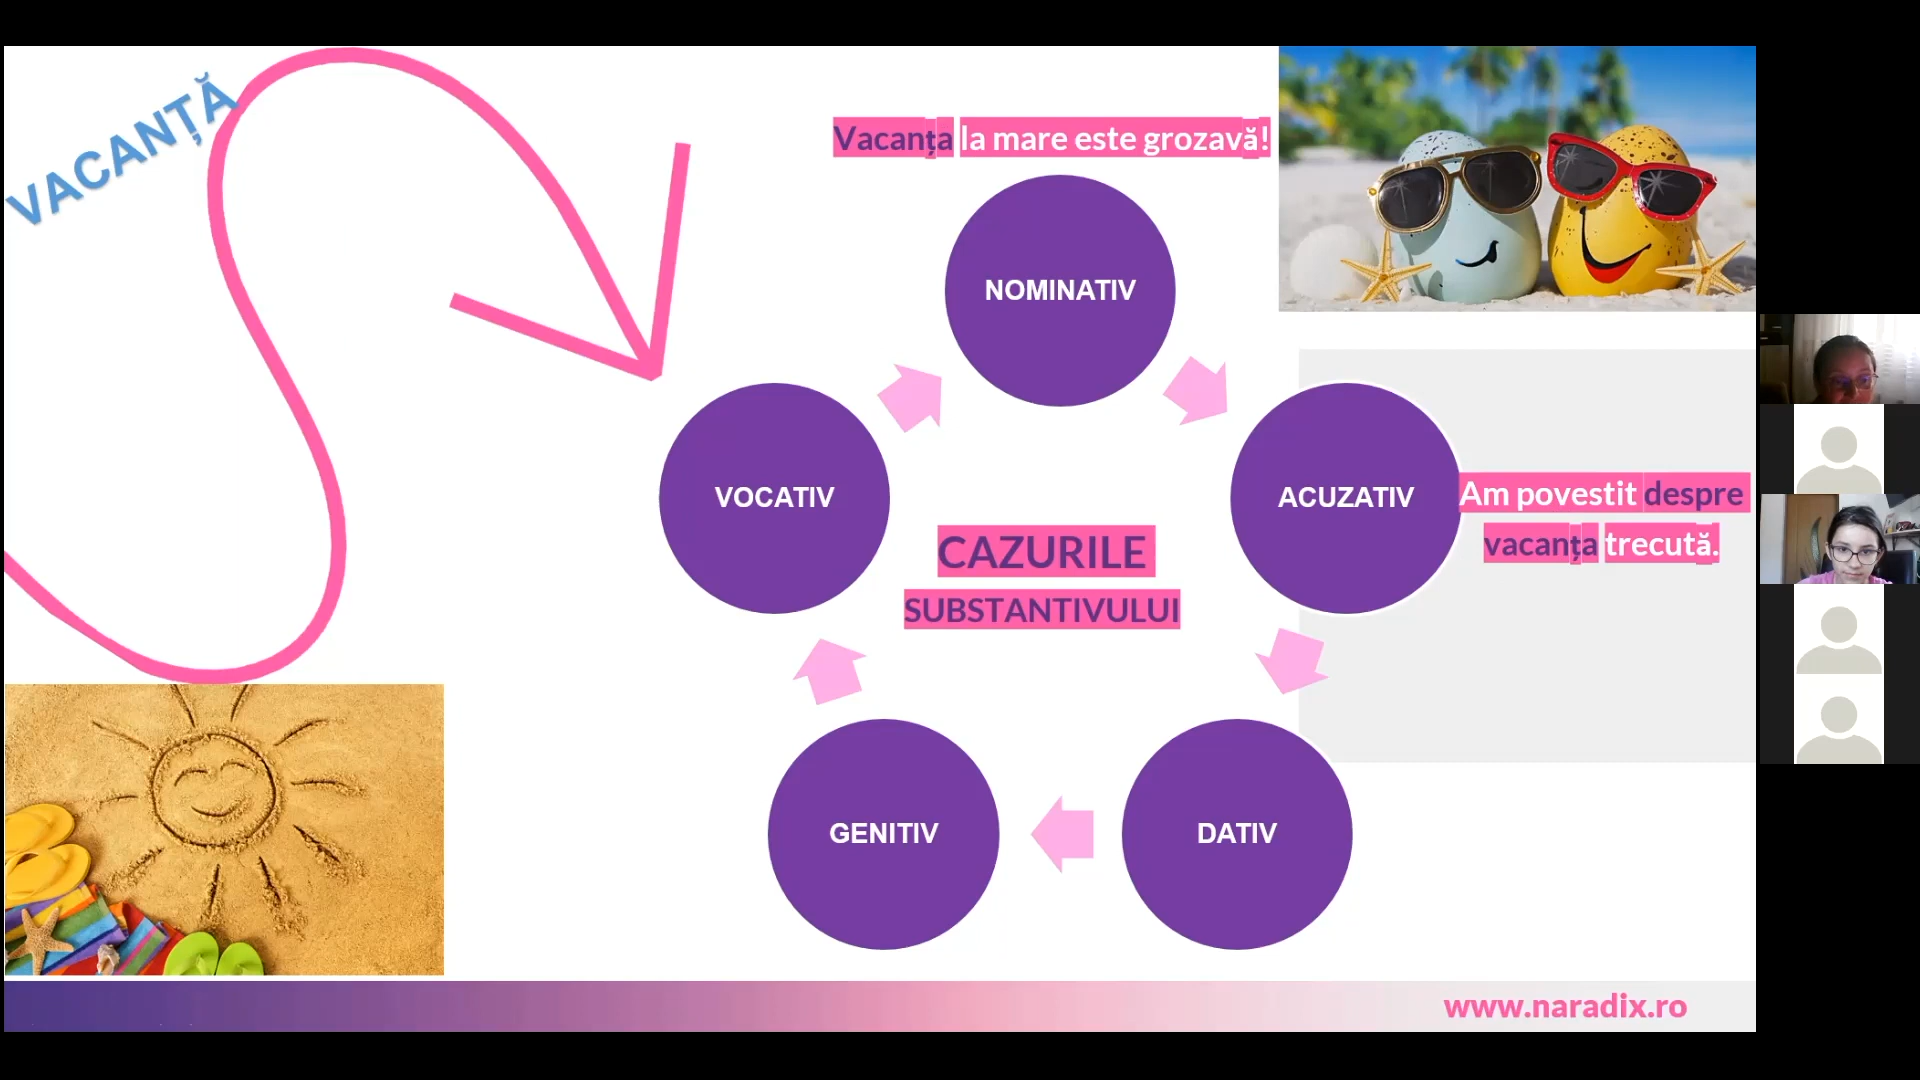 VACANȚĂ
Vacanța la mare este grozavă!
NOMINATIV
VOCATIV
ACUZATIV
Am povestit despre
vacanța trecută.
CAZURILE
SUBSTANTIVULUI
GENITIV
DATIV
www.naradix.ro